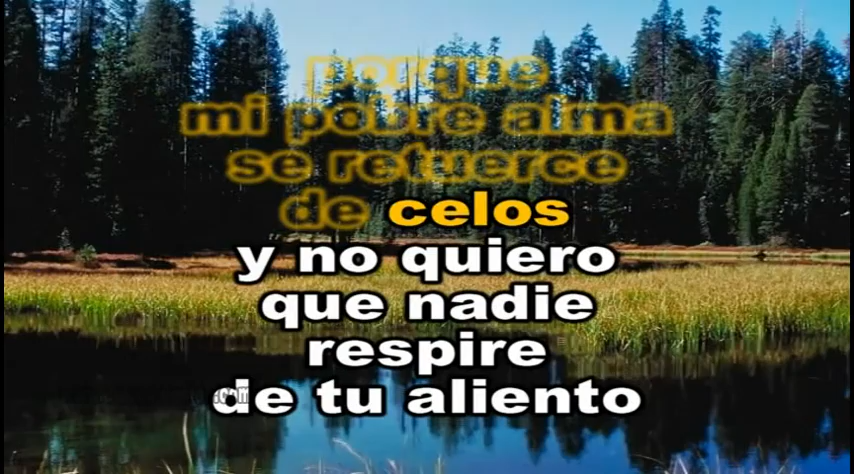 porque
mi pobre alma
se retuerce
de celos
y no quiero
que nadie
respire
de tu aliento